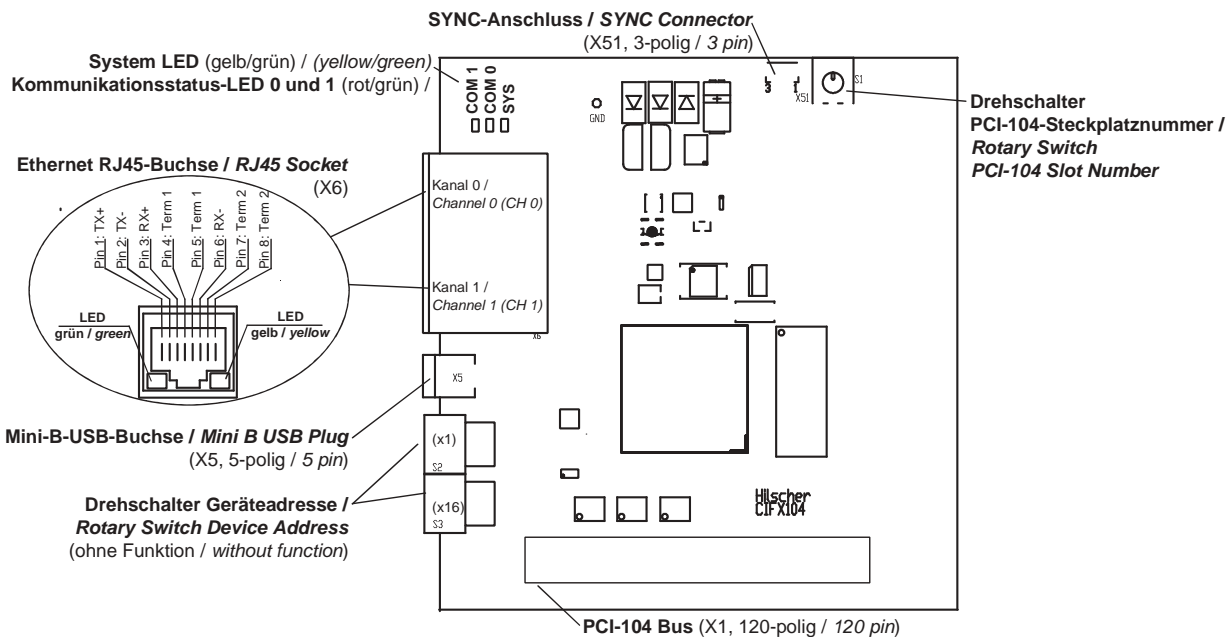 SYNC-Anschluss / SYNC Connector
(X51, 3-polig / 3 pin)
System LED (gelb/grün) / (yellow/green)
Kommunikationsstatus-LED 0 und 1 (rot/grün) /
COM 1
COM 0
SYS
GND
3
1
X51
S1
Drehschalter
PCI-104-Steckplatznummer /
Rotary Switch
PCI-104 Slot Number
Ethernet RJ45-Buchse / RJ45 Socket
(X6)
Pin 1: TX+
Pin 2: TX-
Pin 3: RX+
Pin 4: Term 1
Pin 5: Term 1
Pin 6: RX-
Pin 7: Term 2
Pin 8: Term 2
LED
grün / green
LED
gelb / yellow
Kanal 0 /
Channel 0 (CH 0)
Kanal 1 /
Channel 1 (CH 1)
X6
X5
Mini-B-USB-Buchse / Mini B USB Plug
(X5, 5-polig / 5 pin)
(x1)
S2
Drehschalter Geräteadresse /
Rotary Switch Device Address
(ohne Funktion / without function)
(x16)
S3
Hilscher
CIFX104
PCI-104 Bus (X1, 120-polig / 120 pin)